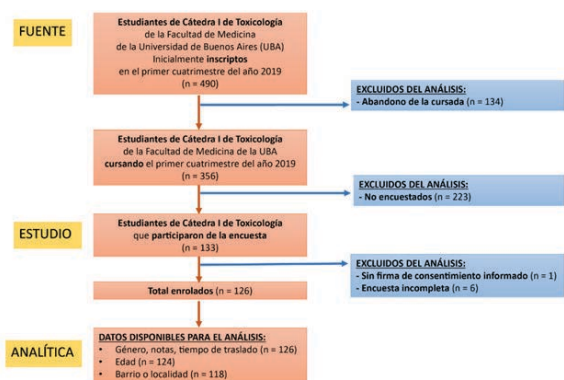 FUENTE
Estudiantes de Cátedra I de Toxicología
de la Facultad de Medicina
de la Universidad de Buenos Aires (UBA)
Inicialmente inscriptos
en el primer cuatrimestre del año 2019
(n = 490)
EXCLUIDOS DEL ANÁLISIS:
- Abandono de la cursada (n = 134)
Estudiantes de Cátedra I de Toxicología
de la Facultad de Medicina de la UBA
cursando el primer cuatrimestre del año 2019
(n = 356)
EXCLUIDOS DEL ANÁLISIS:
- No encuestados (n = 223)
ESTUDIO
Estudiantes de Cátedra I de Toxicología
que participaron de la encuesta
(n = 133)
EXCLUIDOS DEL ANÁLISIS:
- Sin firma de consentimiento informado (n = 1)
- Encuesta incompleta (n = 6)
Total enrolados (n = 126)
ANALÍTICA
DATOS DISPONIBLES PARA EL ANÁLISIS:
• Género, notas, tiempo de traslado (n = 126)
• Edad (n = 124)
• Barrio o localidad (n = 118)